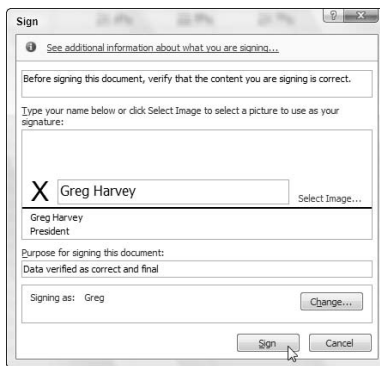 Sign
See additional information about what you are signing...
Before signing this document, verify that the content you are signing is correct.
Type your name below or click Select Image to select a picture to use as your
signature:
X Greg Harvey
Select Image...
Greg Harvey
President
Purpose for signing this document:
Data verified as correct and final
Signing as: Greg
Change...
Sign Cancel